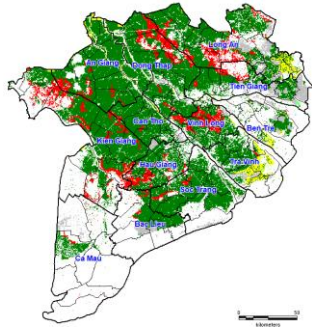 Long An
An Giang
Dong Thap
Tien Giang
Can Tho
Vinh Long
Ben Tre
Kien Giang
Hau Giang
Tra Vinh
Soc Trang
Bac Lieu
Ca Mau
0
50
kilometers